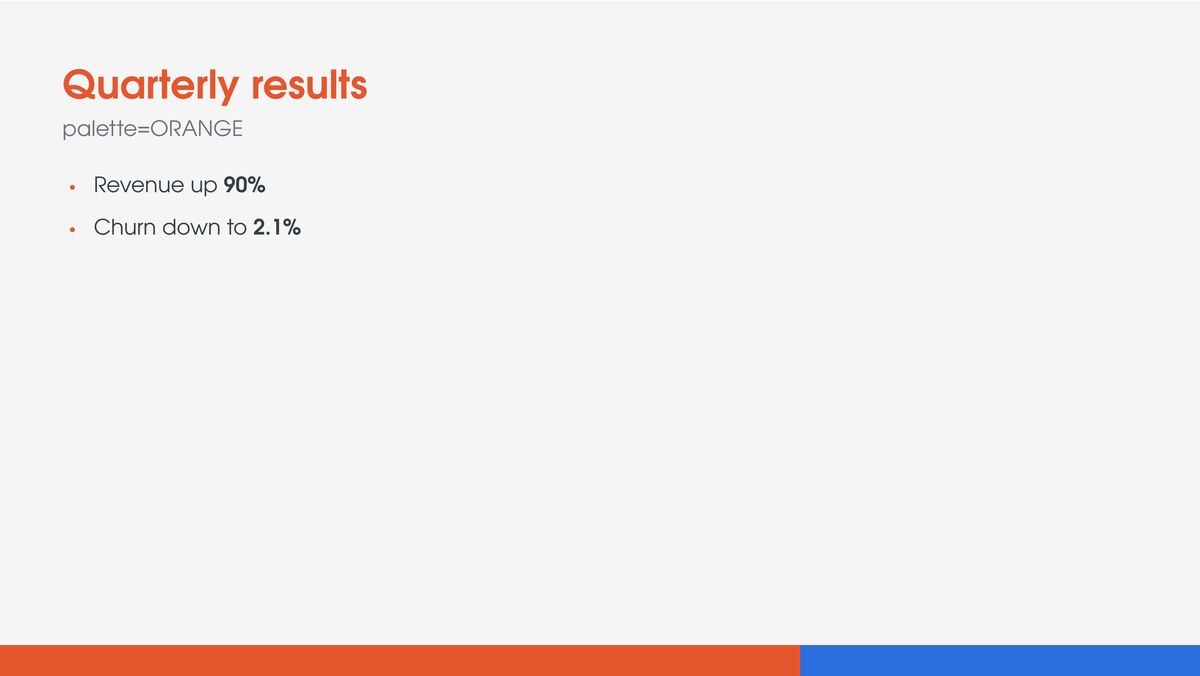 Quarterly results
palette=ORANGE
• Revenue up 90%
• Churn down to 2.1%